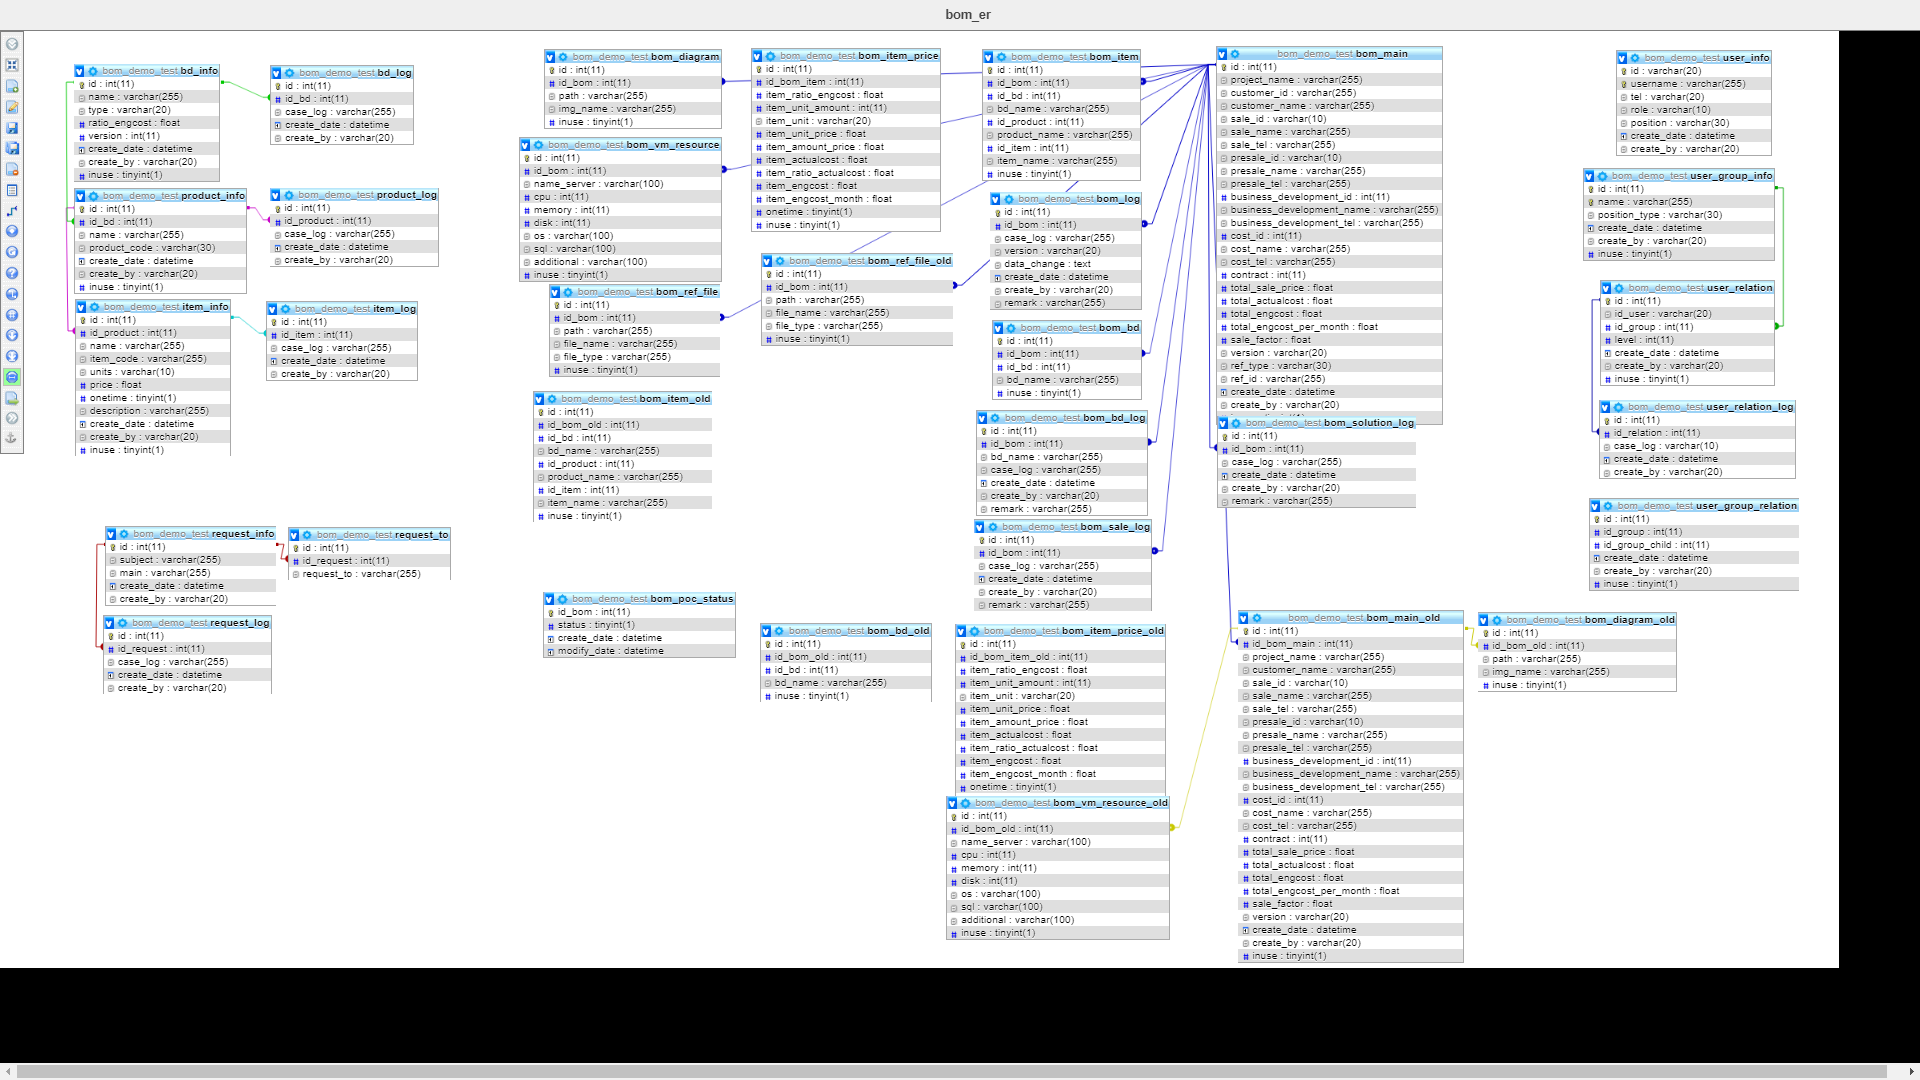 bom_er
bom_demo_test bd_info
id : int(11)
name : varchar(255)
type : varchar(20)
ratio_engcost : float
version : int(11)
create_date : datetime
create_by : varchar(20)
inuse : tinyint(1)
bom_demo_test bd_log
id : int(11)
id_bd : int(11)
case_log : varchar(255)
create_date : datetime
create_by : varchar(20)
bom_demo_test product_info
id : int(11)
id_bd : int(11)
name : varchar(255)
product_code : varchar(30)
create_date : datetime
create_by : varchar(20)
inuse : tinyint(1)
bom_demo_test product_log
id : int(11)
id_product : int(11)
case_log : varchar(255)
create_date : datetime
create_by : varchar(20)
bom_demo_test item_info
id : int(11)
id_product : int(11)
name : varchar(255)
item_code : varchar(255)
units : varchar(10)
price : float
onetime : tinyint(1)
description : varchar(255)
create_date : datetime
create_by : varchar(20)
inuse : tinyint(1)
bom_demo_test item_log
id : int(11)
id_item : int(11)
case_log : varchar(255)
create_date : datetime
create_by : varchar(20)
bom_demo_test request_info
id : int(11)
subject : varchar(255)
main : varchar(255)
create_date : datetime
create_by : varchar(20)
bom_demo_test request_to
id : int(11)
id_request : int(11)
request_to : varchar(255)
bom_demo_test request_log
id : int(11)
id_request : int(11)
case_log : varchar(255)
create_date : datetime
create_by : varchar(20)
bom_demo_test bom_diagram
id : int(11)
id_bom : int(11)
path : varchar(255)
img_name : varchar(255)
inuse : tinyint(1)
bom_demo_test bom_vm_resource
id : int(11)
id_bom : int(11)
name_server : varchar(100)
cpu : int(11)
memory : int(11)
disk : int(11)
os : varchar(100)
sql : varchar(100)
additional : varchar(100)
inuse : tinyint(1)
bom_demo_test bom_ref_file
id : int(11)
id_bom : int(11)
path : varchar(255)
file_name : varchar(255)
file_type : varchar(255)
inuse : tinyint(1)
bom_demo_test bom_item_old
id : int(11)
id_bom_old : int(11)
id_bd : int(11)
bd_name : varchar(255)
id_product : int(11)
product_name : varchar(255)
id_item : int(11)
item_name : varchar(255)
inuse : tinyint(1)
bom_demo_test bom_poc_status
id_bom : int(11)
status : tinyint(1)
create_date : datetime
modify_date : datetime
bom_demo_test bom_item_price
id : int(11)
id_bom_item : int(11)
item_ratio_engcost : float
item_unit_amount : int(11)
item_unit : varchar(20)
item_unit_price : float
item_amount_price : float
item_actualcost : float
item_ratio_actualcost : float
item_engcost : float
item_engcost_month : float
onetime : tinyint(1)
inuse : tinyint(1)
bom_demo_test bom_ref_file_old
id : int(11)
id_bom : int(11)
path : varchar(255)
file_name : varchar(255)
file_type : varchar(255)
inuse : tinyint(1)
bom_demo_test bom_bd_old
id : int(11)
id_bom_old : int(11)
id_bd : int(11)
bd_name : varchar(255)
inuse : tinyint(1)
bom_demo_test bom_item
id : int(11)
id_bom : int(11)
id_bd : int(11)
bd_name : varchar(255)
id_product : int(11)
product_name : varchar(255)
id_item : int(11)
item_name : varchar(255)
inuse : tinyint(1)
bom_demo_test bom_log
id : int(11)
id_bom : int(11)
case_log : varchar(255)
version : varchar(20)
data_change : text
create_date : datetime
create_by : varchar(20)
remark : varchar(255)
bom_demo_test bom_bd
id : int(11)
id_bom : int(11)
id_bd : int(11)
bd_name : varchar(255)
inuse : tinyint(1)
bom_demo_test bom_bd_log
id : int(11)
id_bom : int(11)
bd_name : varchar(255)
case_log : varchar(255)
create_date : datetime
create_by : varchar(20)
remark : varchar(255)
bom_demo_test bom_sale_log
id : int(11)
id_bom : int(11)
case_log : varchar(255)
create_date : datetime
create_by : varchar(20)
remark : varchar(255)
bom_demo_test bom_item_price_old
id : int(11)
id_bom_item_old : int(11)
item_ratio_engcost : float
item_unit_amount : int(11)
item_unit : varchar(20)
item_unit_price : float
item_amount_price : float
item_actualcost : float
item_ratio_actualcost : float
item_engcost : float
item_engcost_month : float
onetime : tinyint(1)
bom_demo_test bom_vm_resource_old
id : int(11)
id_bom_old : int(11)
name_server : varchar(100)
cpu : int(11)
memory : int(11)
disk : int(11)
os : varchar(100)
sql : varchar(100)
additional : varchar(100)
inuse : tinyint(1)
bom_demo_test bom_main
id : int(11)
project_name : varchar(255)
customer_id : varchar(255)
customer_name : varchar(255)
sale_id : varchar(10)
sale_name : varchar(255)
sale_tel : varchar(255)
presale_id : varchar(10)
presale_name : varchar(255)
presale_tel : varchar(255)
business_development_id : int(11)
business_development_name : varchar(255)
business_development_tel : varchar(255)
cost_id : int(11)
cost_name : varchar(255)
cost_tel : varchar(255)
contract : int(11)
total_sale_price : float
total_actualcost : float
total_engcost : float
total_engcost_per_month : float
sale_factor : float
version : varchar(20)
ref_type : varchar(30)
ref_id : varchar(255)
create_date : datetime
create_by : varchar(20)
bom_demo_test bom_solution_log
id : int(11)
id_bom : int(11)
case_log : varchar(255)
create_date : datetime
create_by : varchar(20)
remark : varchar(255)
bom_demo_test bom_main_old
id : int(11)
id_bom_main : int(11)
project_name : varchar(255)
customer_name : varchar(255)
sale_id : varchar(10)
sale_name : varchar(255)
sale_tel : varchar(255)
presale_id : varchar(10)
presale_name : varchar(255)
presale_tel : varchar(255)
business_development_id : int(11)
business_development_name : varchar(255)
business_development_tel : varchar(255)
cost_id : int(11)
cost_name : varchar(255)
cost_tel : varchar(255)
contract : int(11)
total_sale_price : float
total_actualcost : float
total_engcost : float
total_engcost_per_month : float
sale_factor : float
version : varchar(20)
create_date : datetime
create_by : varchar(20)
inuse : tinyint(1)
bom_demo_test bom_diagram_old
id : int(11)
id_bom_old : int(11)
path : varchar(255)
img_name : varchar(255)
inuse : tinyint(1)
bom_demo_test user_info
id : varchar(20)
username : varchar(255)
tel : varchar(20)
role : varchar(10)
position : varchar(30)
create_date : datetime
create_by : varchar(20)
bom_demo_test user_group_info
id : int(11)
name : varchar(255)
position_type : varchar(30)
create_date : datetime
create_by : varchar(20)
inuse : tinyint(1)
bom_demo_test user_relation
id : int(11)
id_user : varchar(20)
id_group : int(11)
level : int(11)
create_date : datetime
create_by : varchar(20)
inuse : tinyint(1)
bom_demo_test user_relation_log
id : int(11)
id_relation : int(11)
case_log : varchar(10)
create_date : datetime
create_by : varchar(20)
bom_demo_test user_group_relation
id : int(11)
id_group : int(11)
id_group_child : int(11)
create_date : datetime
create_by : varchar(20)
inuse : tinyint(1)